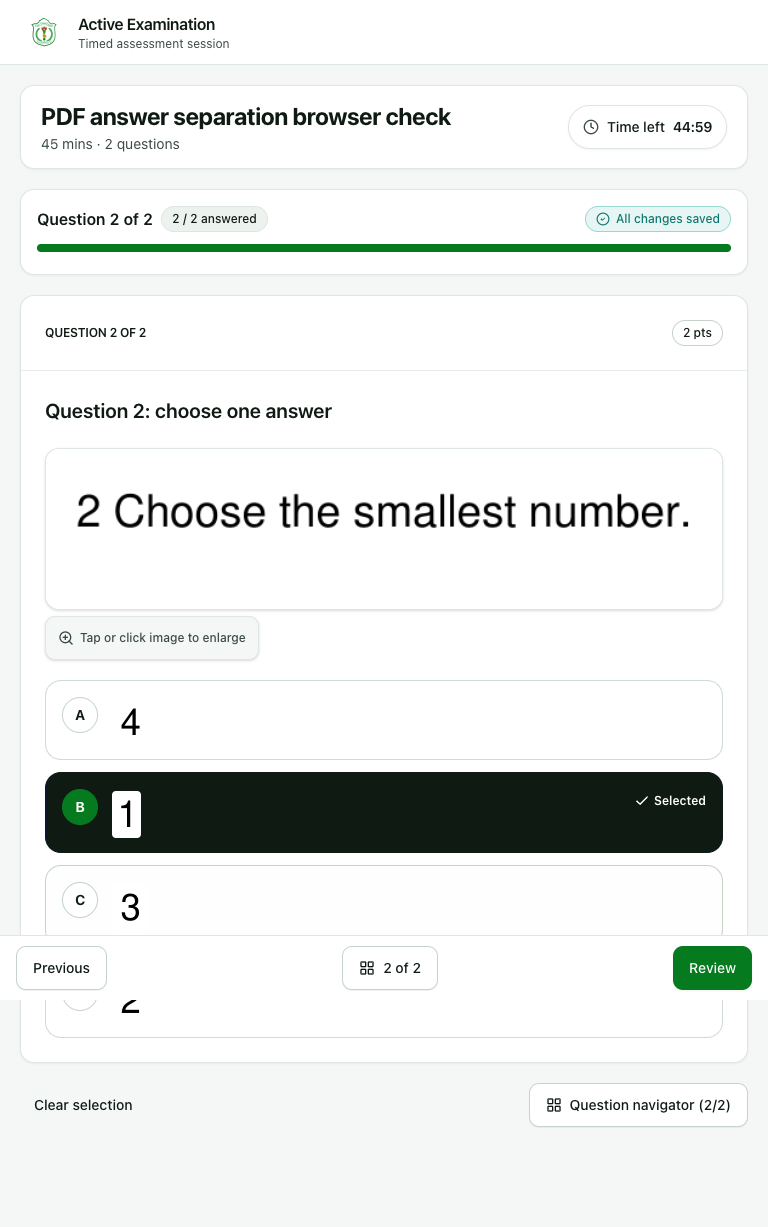 Active Examination
Timed assessment session
PDF answer separation browser check
45 mins · 2 questions
Time left 44:59
Question 2 of 2
2 / 2 answered
All changes saved
QUESTION 2 OF 2
2 pts
Question 2: choose one answer
2 Choose the smallest number.
Tap or click image to enlarge
A 4
B 1
Selected
C 3
Previous
2 of 2
Review
2
Clear selection
Question navigator (2/2)